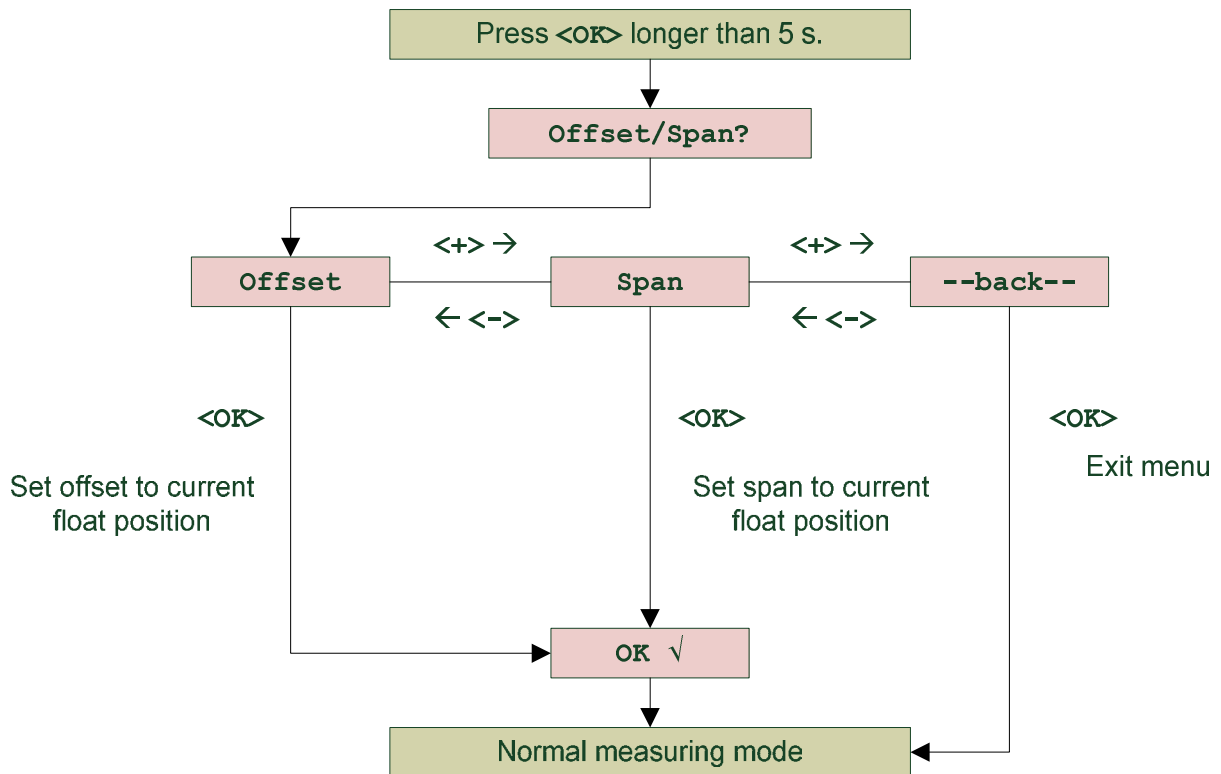 Press <OK> longer than 5 s.
Offset/Span?
<+> → <+> →
Offset Span --back--
← <-> ← <->
<OK> <OK> <OK>
Exit menu
Set offset to current
float position
Set span to current
float position
OK √
Normal measuring mode